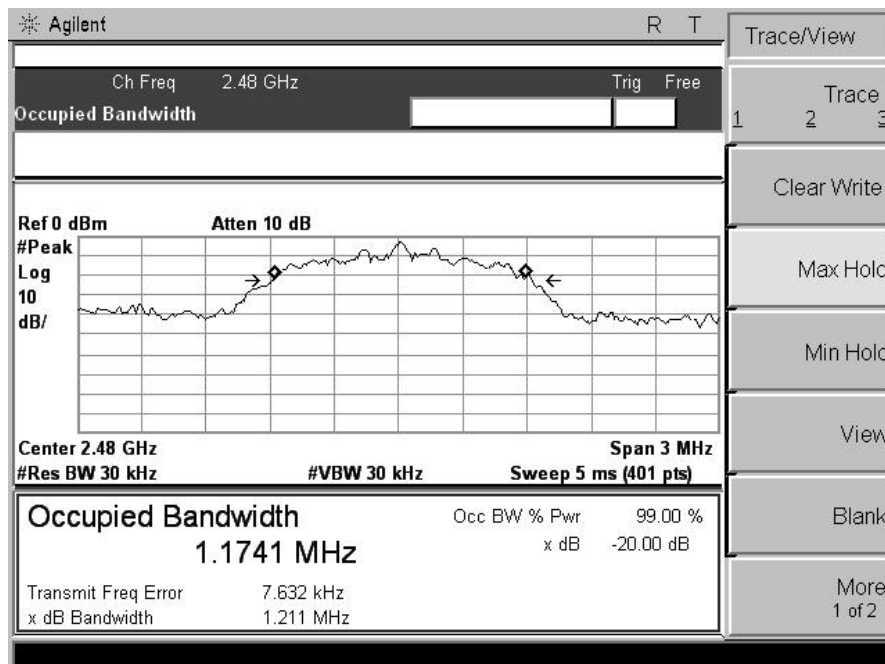 Agilent R T
Trace/View
Ch Freq 2.48 GHz Trig Free
Occupied Bandwidth
Trace
1 2 3
Clear Write
Ref 0 dBm Atten 10 dB
#Peak
Log
10
dB/
Max Hold
Min Hold
Center 2.48 GHz Span 3 MHz
#Res BW 30 kHz #VBW 30 kHz Sweep 5 ms (401 pts)
View
Occupied Bandwidth
1.1741 MHz
Occ BW % Pwr 99.00 %
x dB -20.00 dB
Blank
Transmit Freq Error 7.632 kHz
x dB Bandwidth 1.211 MHz
More
1 of 2